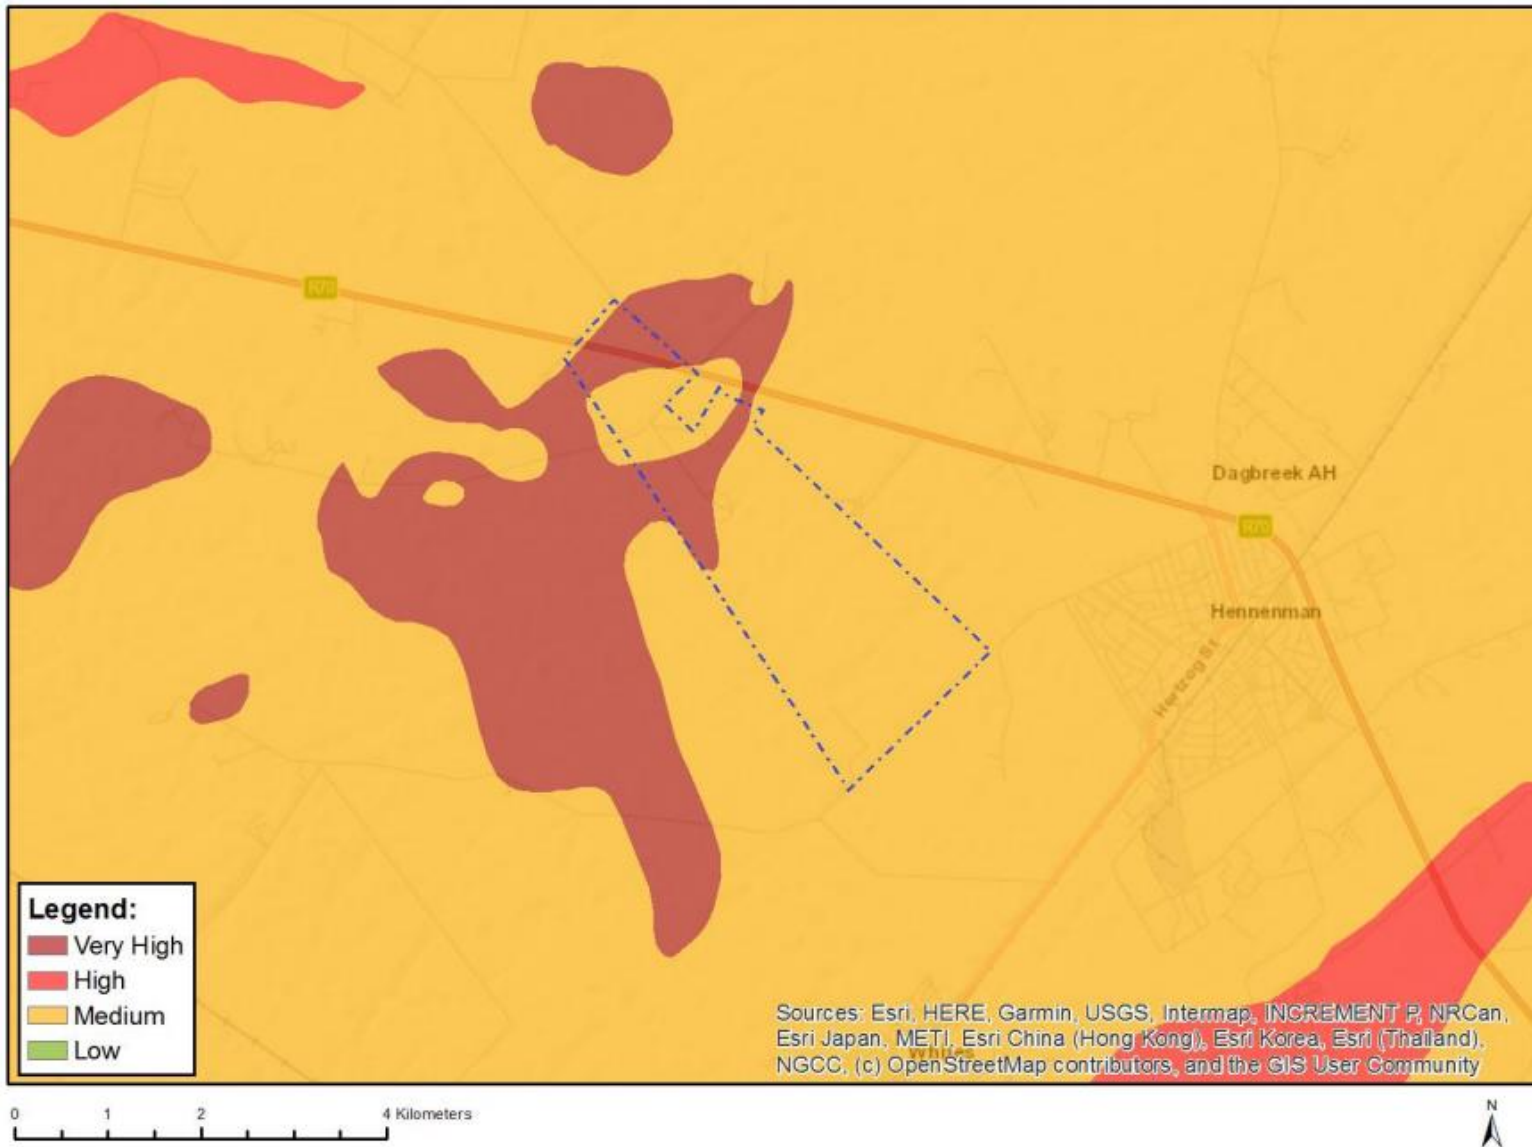 R70
Dagbreek AH
R70
Hennenman
Hertzog St
Legend:
Very High
High
Medium
Low
Whites
Sources: Esri, HERE, Garmin, USGS, Intermap, INCREMENT P, NRCan,
Esri Japan, METI, Esri China (Hong Kong), Esri Korea, Esri (Thailand),
NGCC, (c) OpenStreetMap contributors, and the GIS User Community
0 1 2 4 Kilometers
N